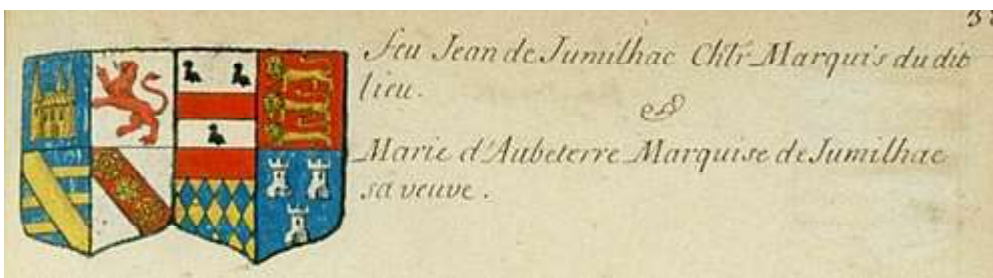 feu Jean de Jumilhac Chlr Marquis du dit
lieu.
&
Marie d'Aubeterre Marquise de Jumilhac
sa veuve.